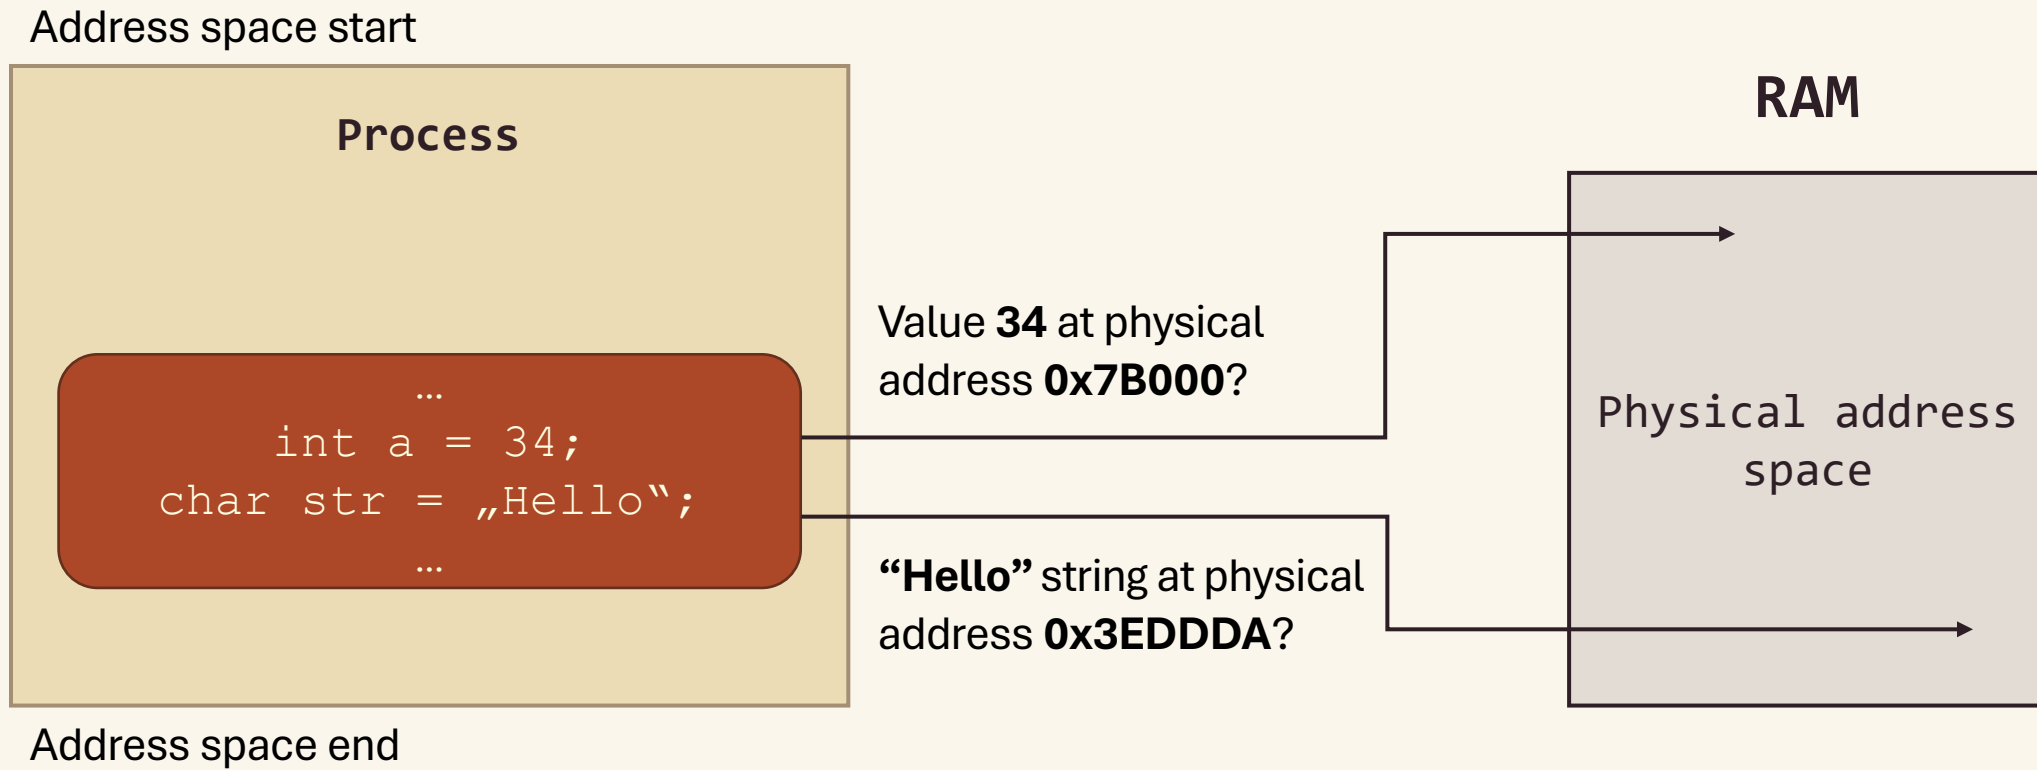 Address space start
Process
RAM
…
int a = 34;
char str = „Hello“;
…
Value 34 at physical
address 0x7B000?
“Hello” string at physical
address 0x3EDDDA?
Physical address
space
Address space end